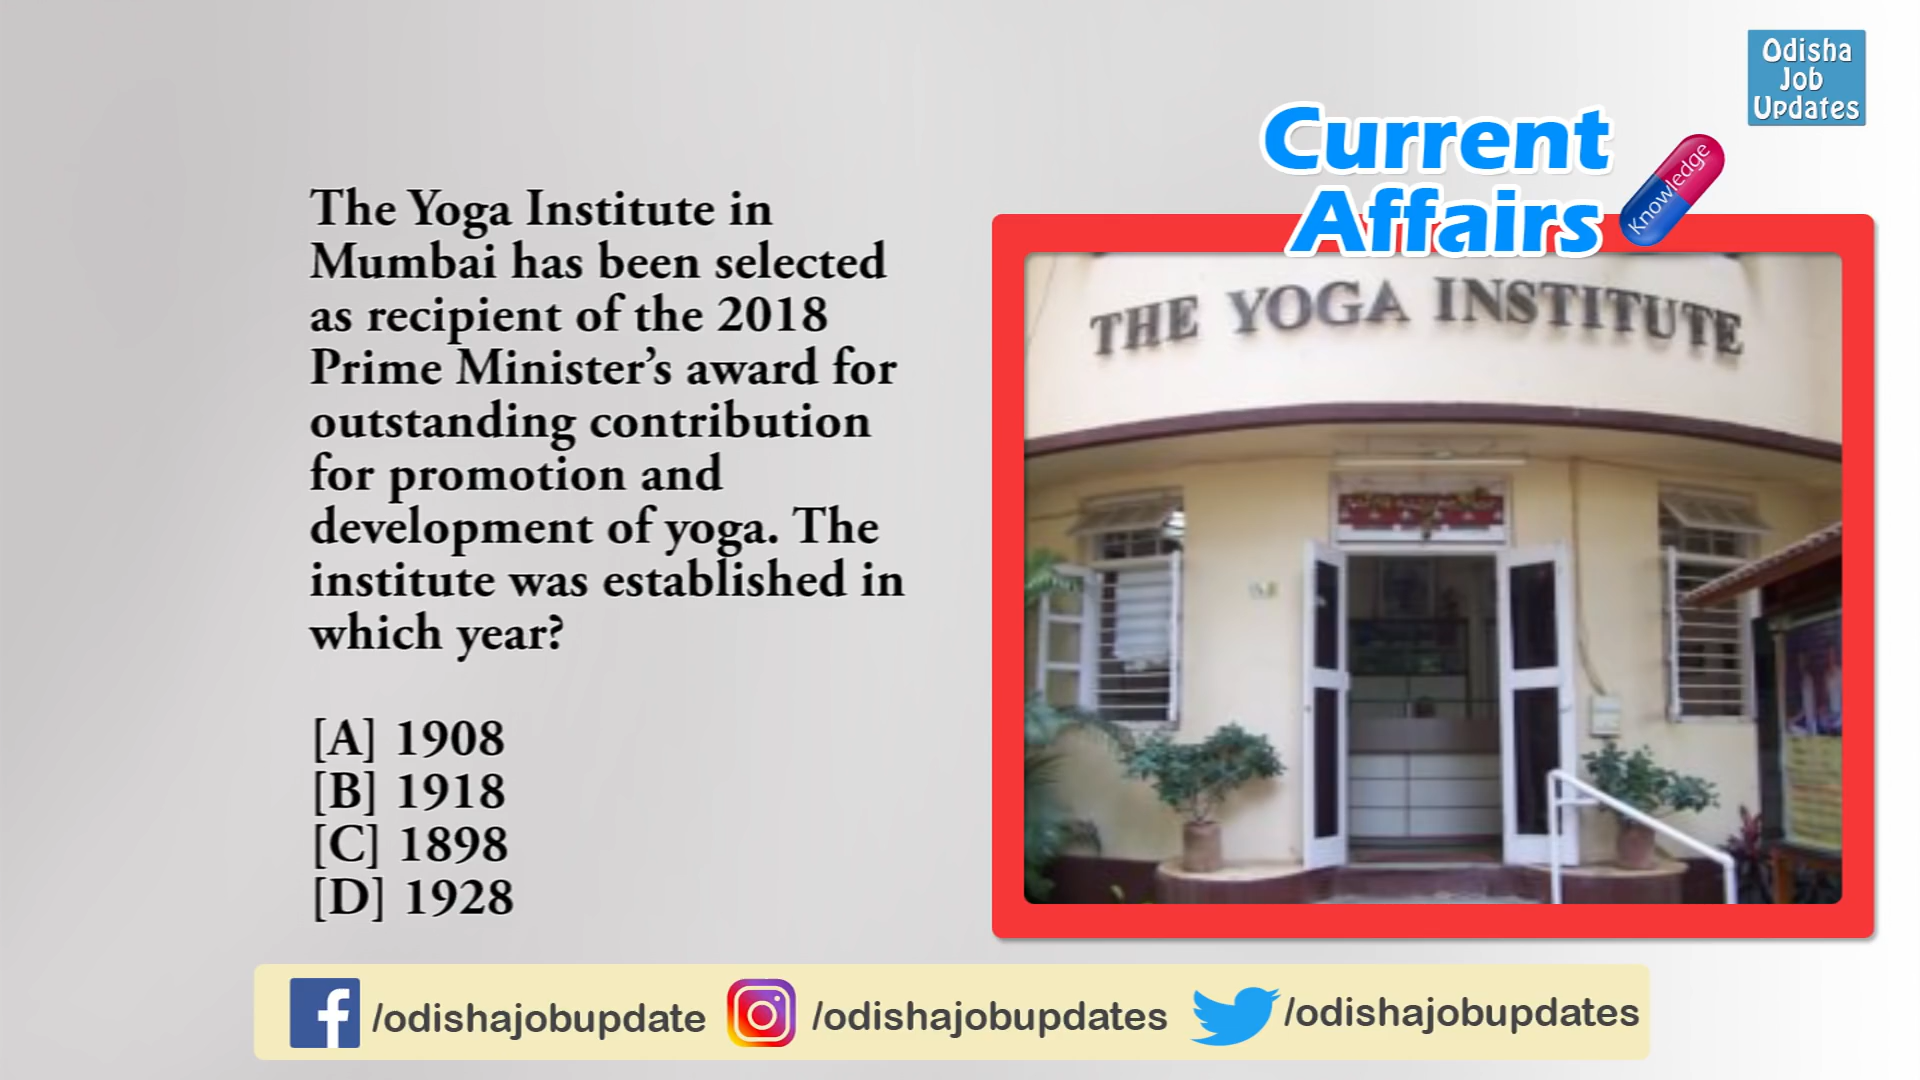 Odisha
Job
Updates
Current
Affairs
Knowledge
The Yoga Institute in
Mumbai has been selected
as recipient of the 2018
Prime Minister’s award for
outstanding contribution
for promotion and
development of yoga. The
institute was established in
which year?
[A] 1908
[B] 1918
[C] 1898
[D] 1928
THE YOGA INSTITUTE
/odishajobupdate
/odishajobupdates
/odishajobupdates